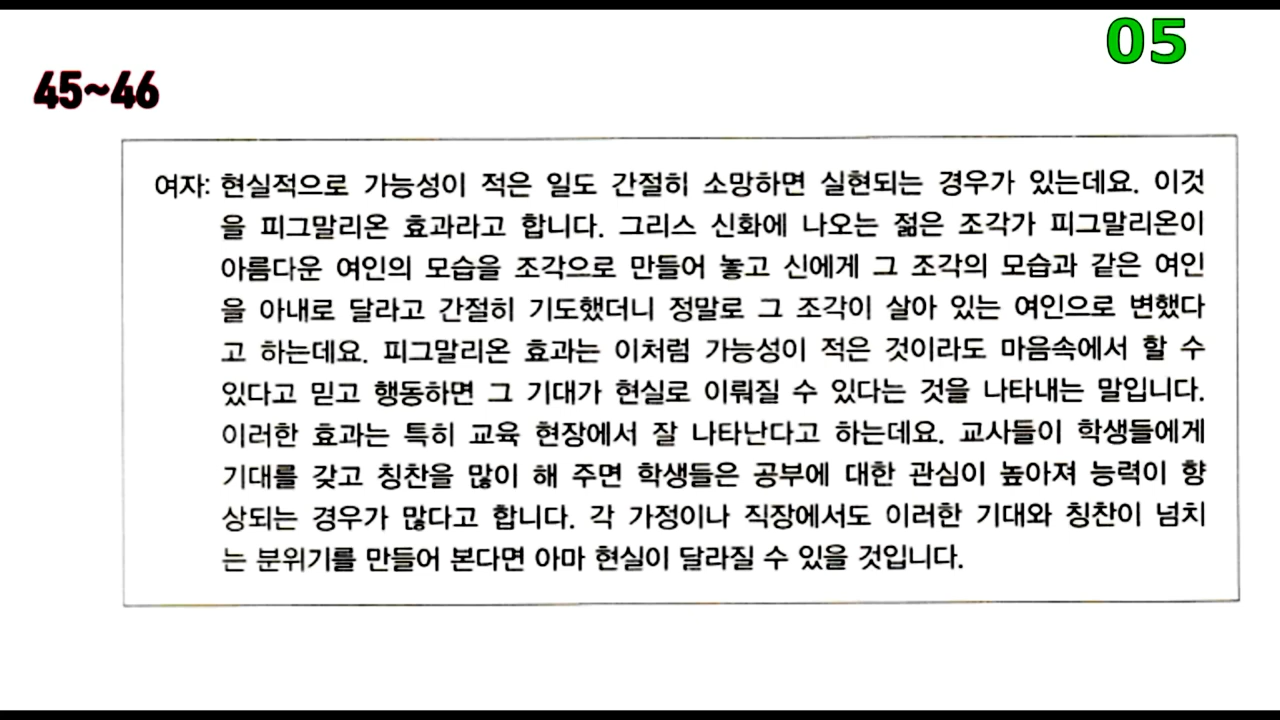 05
45~46
여자: 현실적으로 가능성이 적은 일도 간절히 소망하면 실현되는 경우가 있는데요. 이것
을 피그말리온 효과라고 합니다. 그리스 신화에 나오는 젊은 조각가 피그말리온이
아름다운 여인의 모습을 조각으로 만들어 놓고 신에게 그 조각의 모습과 같은 여인
을 아내로 달라고 간절히 기도했더니 정말로 그 조각이 살아 있는 여인으로 변했다
고 하는데요. 피그말리온 효과는 이처럼 가능성이 적은 것이라도 마음속에서 할 수
있다고 믿고 행동하면 그 기대가 현실로 이뤄질 수 있다는 것을 나타내는 말입니다.
이러한 효과는 특히 교육 현장에서 잘 나타난다고 하는데요. 교사들이 학생들에게
기대를 갖고 칭찬을 많이 해 주면 학생들은 공부에 대한 관심이 높아져 능력이 향
상되는 경우가 많다고 합니다. 각 가정이나 직장에서도 이러한 기대와 칭찬이 넘치
는 분위기를 만들어 본다면 아마 현실이 달라질 수 있을 것입니다.